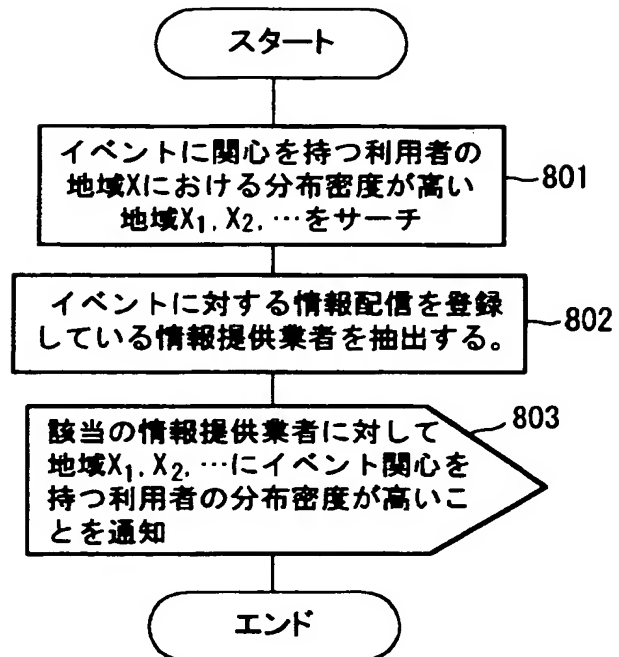 スタート
イベントに関心を持つ利用者の
地域Xにおける分布密度が高い
地域X₁, X₂, …をサーチ
801
イベントに対する情報配信を登録
している情報提供業者を抽出する。
802
該当の情報提供業者に対して
地域X₁, X₂, …にイベント関心を
持つ利用者の分布密度が高いこ
とを通知
803
エンド